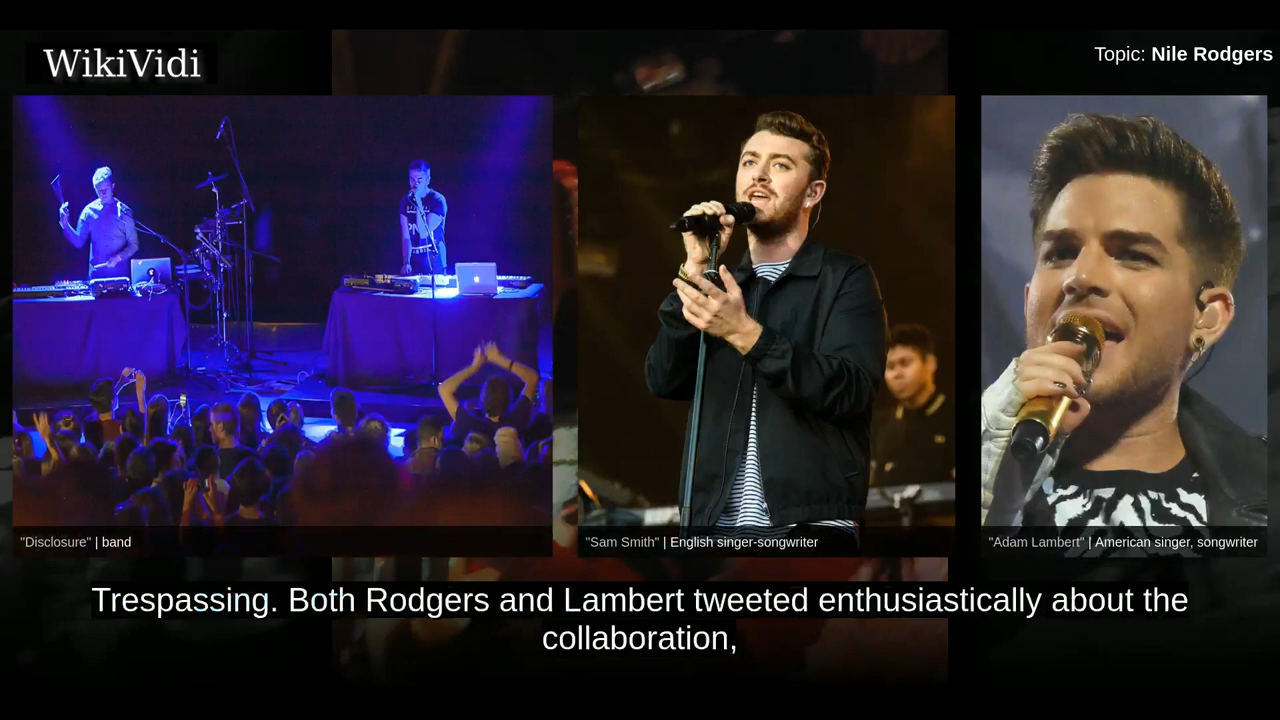 WikiVidi
Topic: Nile Rodgers
"Disclosure" | band
"Sam Smith" | English singer-songwriter
"Adam Lambert" | American singer, songwriter
Trespassing. Both Rodgers and Lambert tweeted enthusiastically about the
collaboration,